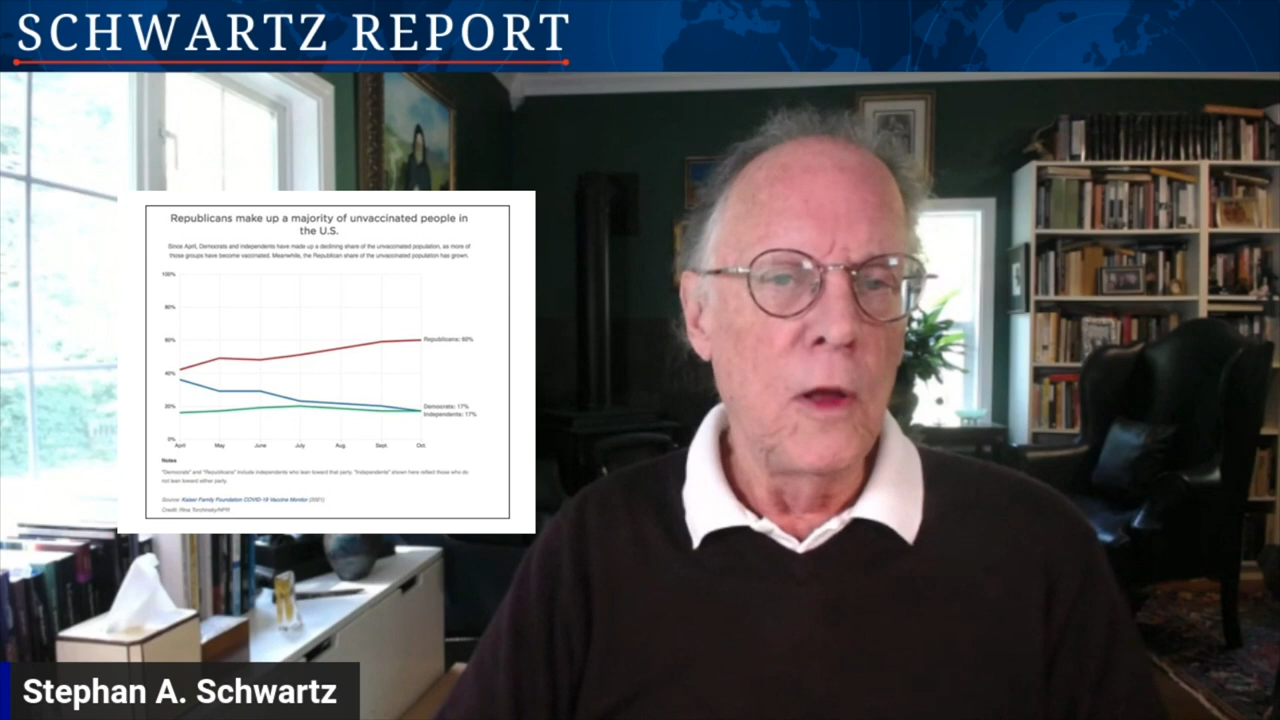 SCHWARTZ REPORT
Republicans make up a majority of unvaccinated people in
the U.S.
Since April, Democrats and independents have made up a declining share of the unvaccinated population, as more of
those groups have become vaccinated. Meanwhile, the Republican share of the unvaccinated population has grown.
100%
80%
60%
40%
20%
0%
Republicans: 60%
Democrats: 17%
Independents: 17%
April May June July Aug. Sept. Oct.
Notes
"Democrats" and "Republicans" include independents who lean toward that party. "Independents" shown here reflect those who do
not lean toward either party.
Source: Kaiser Family Foundation COVID-19 Vaccine Monitor (2021)
Credit: Rina Torchinsky/NPR
Stephan A. Schwartz